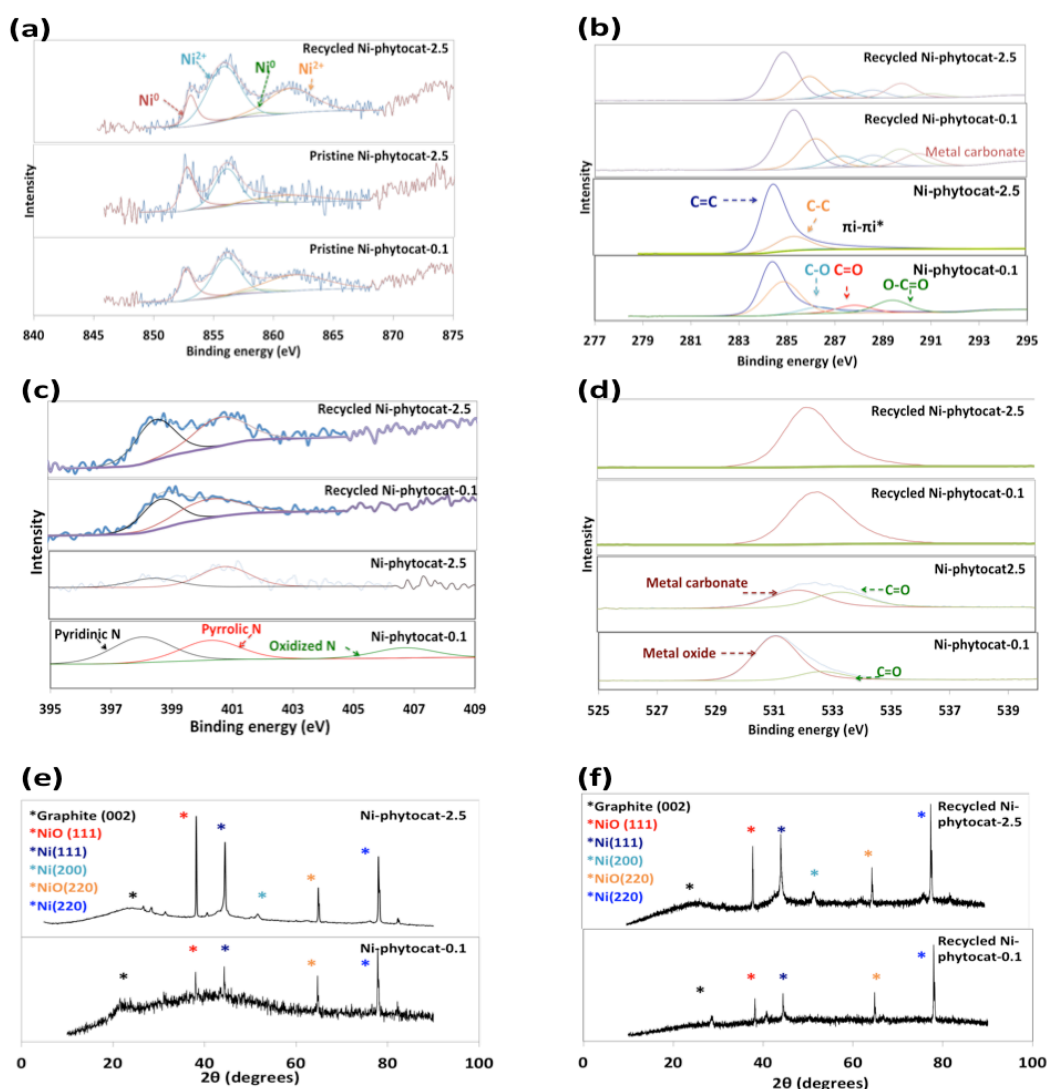 (a)
Recycled Ni-phytocat-2.5
Ni²⁺
Ni⁰
Ni²⁺
Ni⁰
Pristine Ni-phytocat-2.5
Pristine Ni-phytocat-0.1
Intensity
840 845 850 855 860 865 870 875
Binding energy (eV)
(b)
Recycled Ni-phytocat-2.5
Recycled Ni-phytocat-0.1
Metal carbonate
Ni-phytocat-2.5
C=C
C-C
πi-πi*
Ni-phytocat-0.1
C-O
C=O
O-C=O
Intensity
277 279 281 283 285 287 289 291 293 295
Binding energy (eV)
(c)
Recycled Ni-phytocat-2.5
Recycled Ni-phytocat-0.1
Ni-phytocat-2.5
Pyridinic N
Pyrrolic N
Oxidized N
Ni-phytocat-0.1
Intensity
395 397 399 401 403 405 407 409
Binding energy (eV)
(d)
Recycled Ni-phytocat-2.5
Recycled Ni-phytocat-0.1
Ni-phytocat2.5
Metal carbonate
C=O
Ni-phytocat-0.1
Metal oxide
C=O
Intensity
525 527 529 531 533 535 537 539
Binding energy (eV)
(e)
*Graphite (002)
*NiO (111)
*Ni(111)
*Ni(200)
*NiO(220)
*Ni(220)
Ni-phytocat-2.5
* * * * * *
Ni-phytocat-0.1
* * * * *
0 20 40 60 80 100
2θ (degrees)
(f)
*Graphite (002)
*NiO (111)
*Ni(111)
*Ni(200)
*NiO(220)
*Ni(220)
Recycled Ni-
phytocat-2.5
* * * * * *
Recycled Ni-
phytocat-0.1
* * * * *
0 20 40 60 80 100
2θ (degrees)